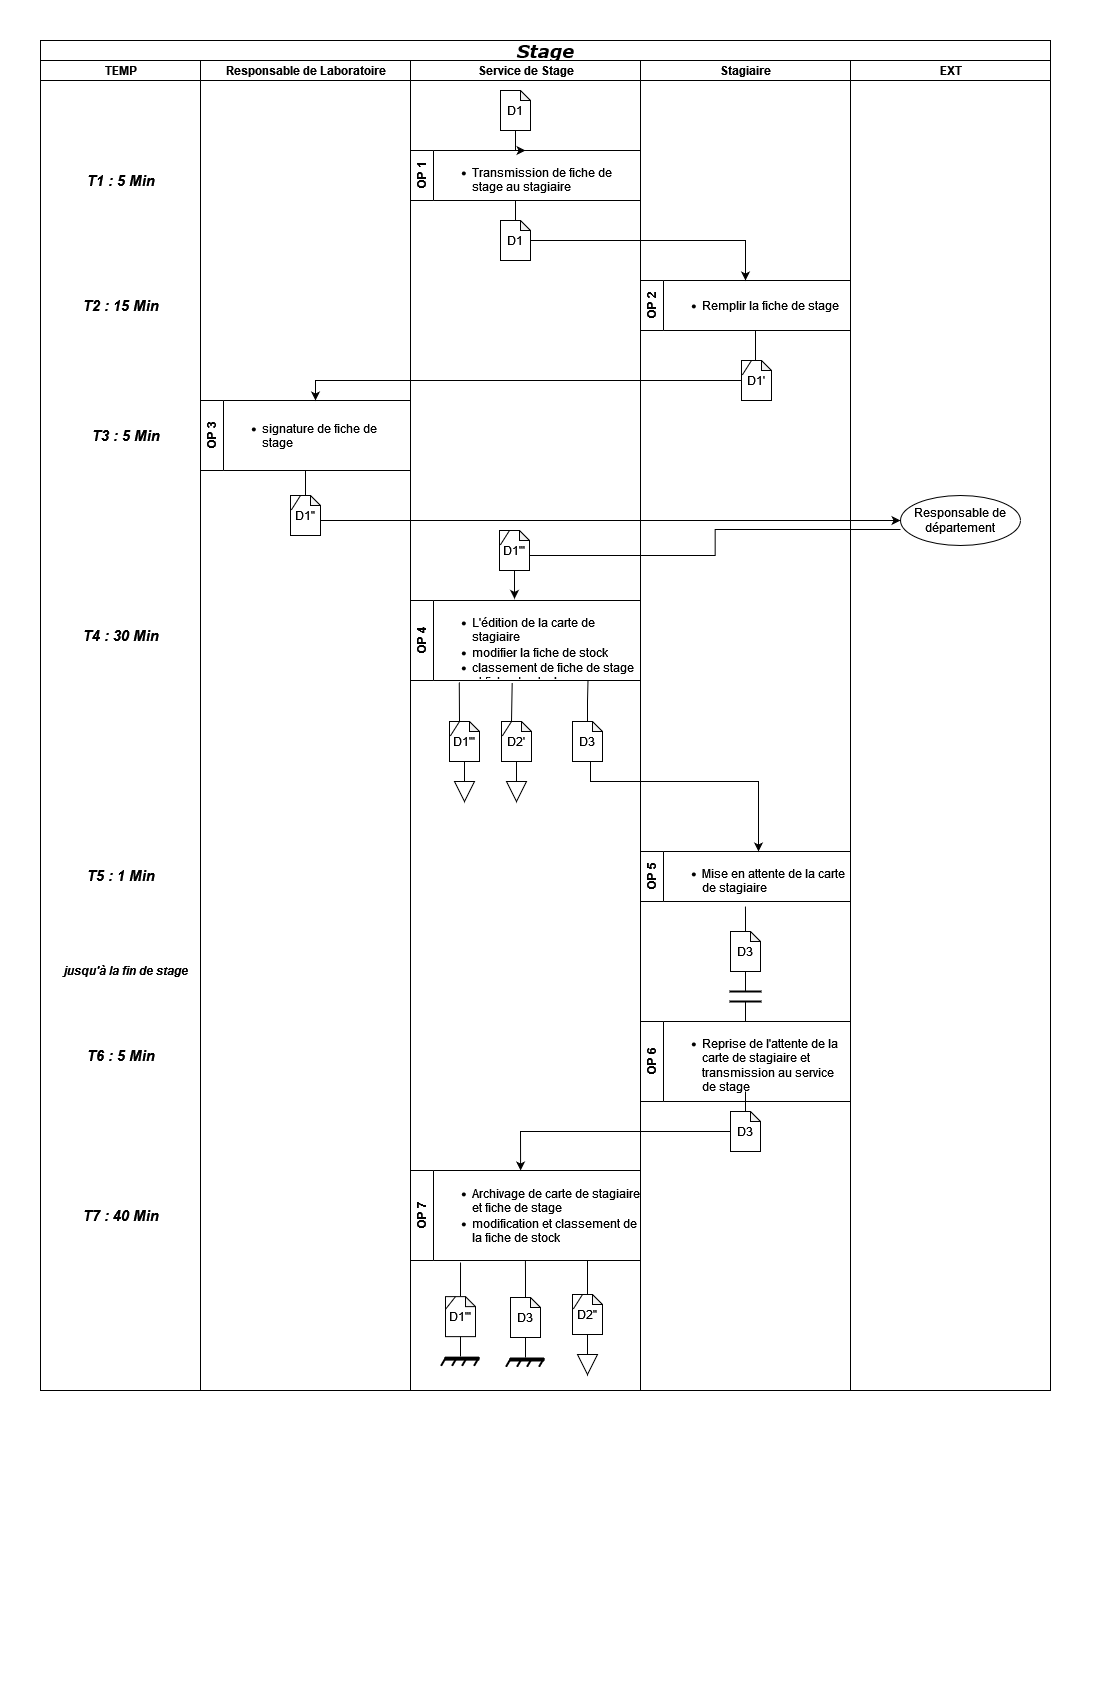 Stage
TEMP
Responsable de Laboratoire
Service de Stage
Stagiaire
EXT
D1
T1 : 5 Min
OP 1
Transmission de fiche de
stage au stagiaire
D1
T2 : 15 Min
OP 2
Remplir la fiche de stage
D1'
T3 : 5 Min
OP 3
signature de fiche de
stage
D1''
Responsable de
département
D1'''
T4 : 30 Min
OP 4
L'édition de la carte de
stagiaire
modifier la fiche de stock
classement de fiche de stage
D1'''
D2'
D3
T5 : 1 Min
OP 5
Mise en attente de la carte
de stagiaire
D3
jusqu'à la fin de stage
T6 : 5 Min
OP 6
Reprise de l'attente de la
carte de stagiaire et
transmission au service
de stage
D3
T7 : 40 Min
OP 7
Archivage de carte de stagiaire
et fiche de stage
modification et classement de
la fiche de stock
D1'''
D3
D2''